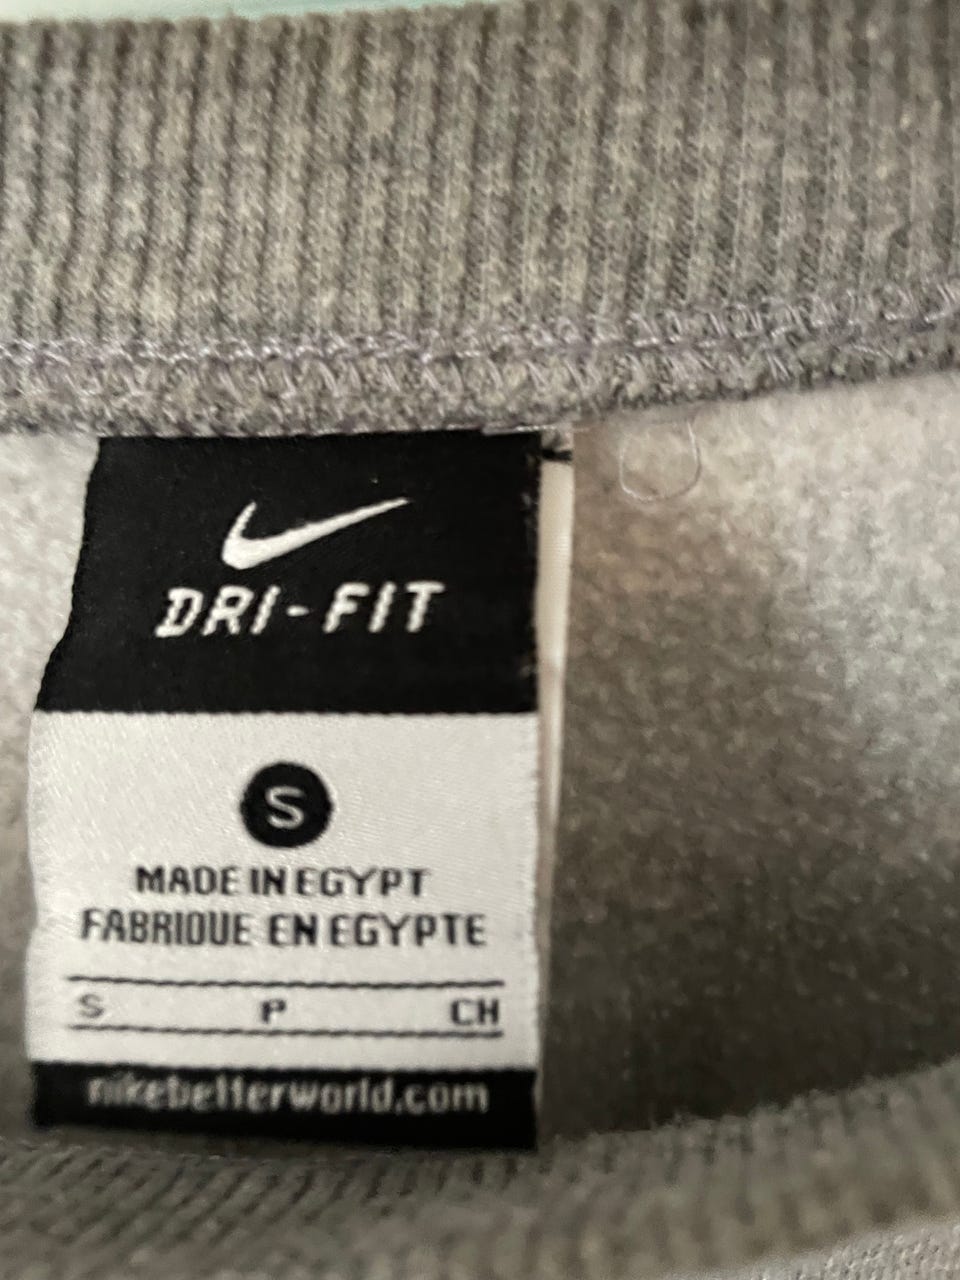 DRI-FIT
S
MADE IN EGYPT
FABRIQUE EN EGYPTE
S P CH
nikebetterworld.com